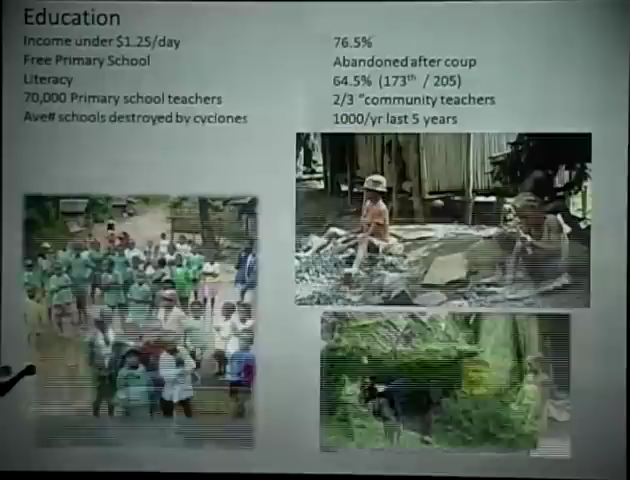 Education
Income under $1.25/day 76.5%
Free Primary School Abandoned after coup
Literacy 64.5% (173th / 205)
70,000 Primary school teachers 2/3 "community teachers
Ave# schools destroyed by cyclones 1000/yr last 5 years